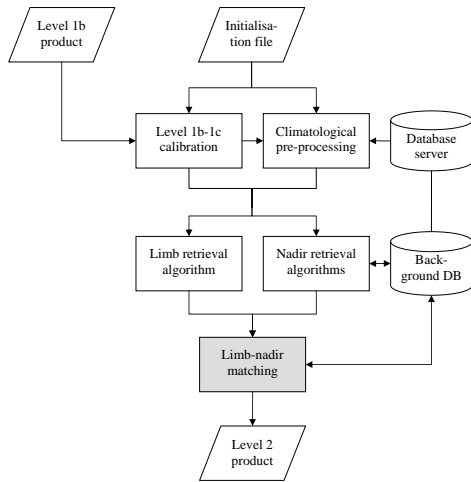 Level 1b
product
Initialisa-
tion file
Level 1b-1c
calibration
Climatological
pre-processing
Database
server
Limb retrieval
algorithm
Nadir retrieval
algorithms
Back-
ground DB
Limb-nadir
matching
Level 2
product